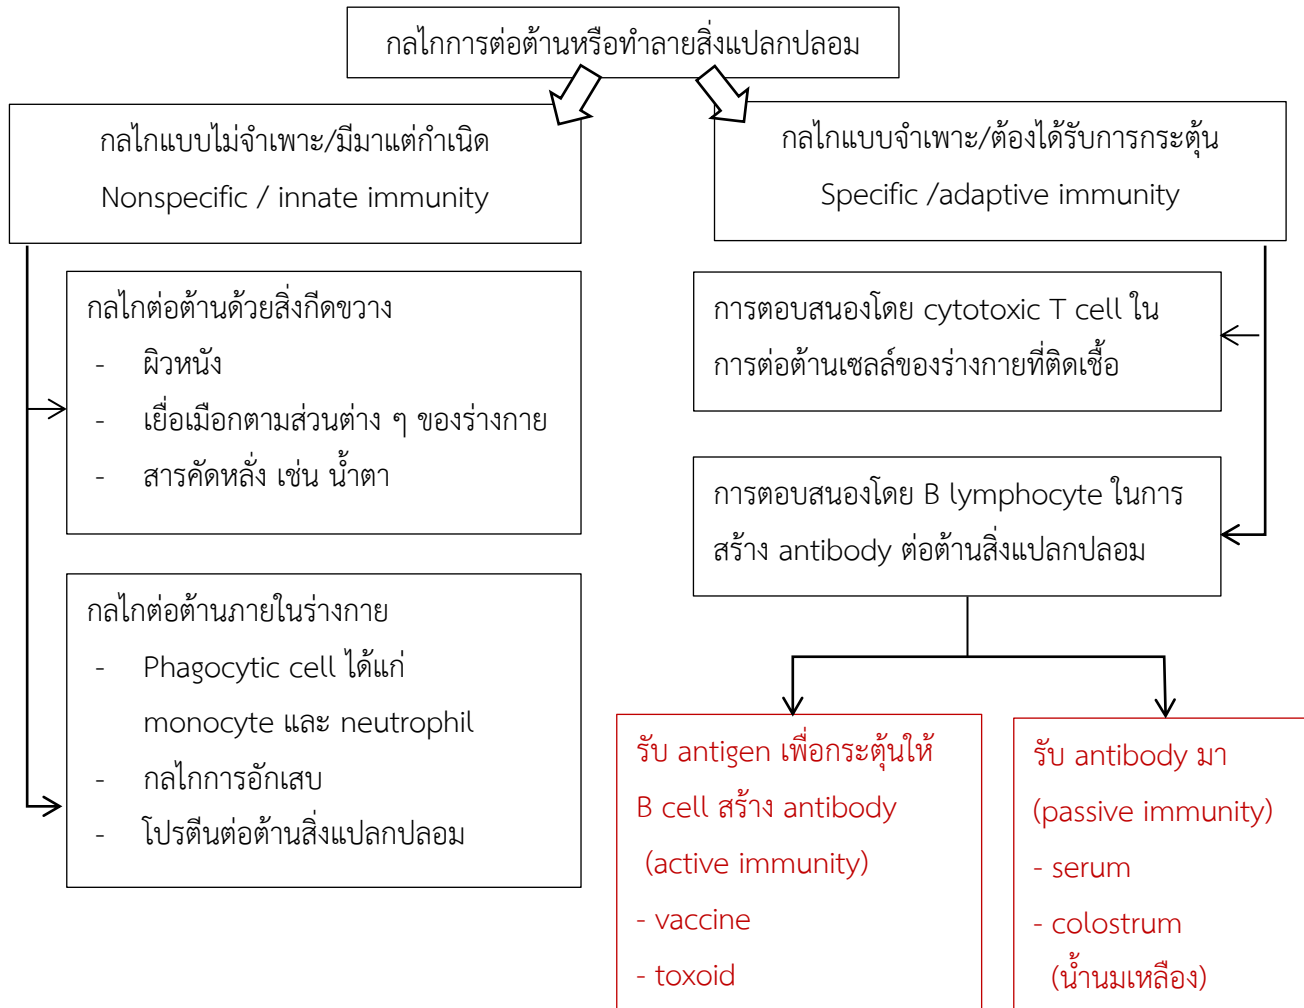 กลไกการต่อต้านหรือทำลายสิ่งแปลกปลอม
กลไกแบบไม่จำเพาะ/มีมาแต่กำเนิด
Nonspecific / innate immunity
กลไกต่อต้านด้วยสิ่งกีดขวาง
- ผิวหนัง
- เยื่อเมือกตามส่วนต่าง ๆ ของร่างกาย
- สารคัดหลั่ง เช่น น้ำตา
กลไกต่อต้านภายในร่างกาย
- Phagocytic cell ได้แก่
monocyte และ neutrophil
- กลไกการอักเสบ
- โปรตีนต่อต้านสิ่งแปลกปลอม
กลไกแบบจำเพาะ/ต้องได้รับการกระตุ้น
Specific /adaptive immunity
การตอบสนองโดย cytotoxic T cell ใน
การต่อต้านเซลล์ของร่างกายที่ติดเชื้อ
การตอบสนองโดย B lymphocyte ในการ
สร้าง antibody ต่อต้านสิ่งแปลกปลอม
รับ antigen เพื่อกระตุ้นให้
B cell สร้าง antibody
(active immunity)
- vaccine
- toxoid
รับ antibody มา
(passive immunity)
- serum
- colostrum
(น้ำนมเหลือง)